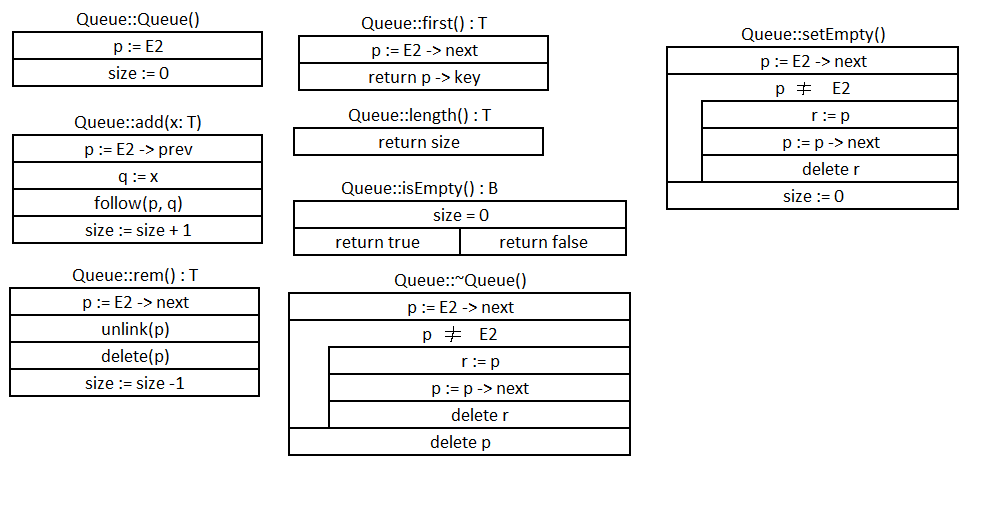 Queue::Queue()
p := E2
size := 0
Queue::add(x: T)
p := E2 -> prev
q := x
follow(p, q)
size := size + 1
Queue::rem() : T
p := E2 -> next
unlink(p)
delete(p)
size := size -1
Queue::first() : T
p := E2 -> next
return p -> key
Queue::length() : T
return size
Queue::isEmpty() : B
size = 0
return true
return false
Queue::~Queue()
p := E2 -> next
p ≠ E2
r := p
p := p -> next
delete r
delete p
Queue::setEmpty()
p := E2 -> next
p ≠ E2
r := p
p := p -> next
delete r
size := 0